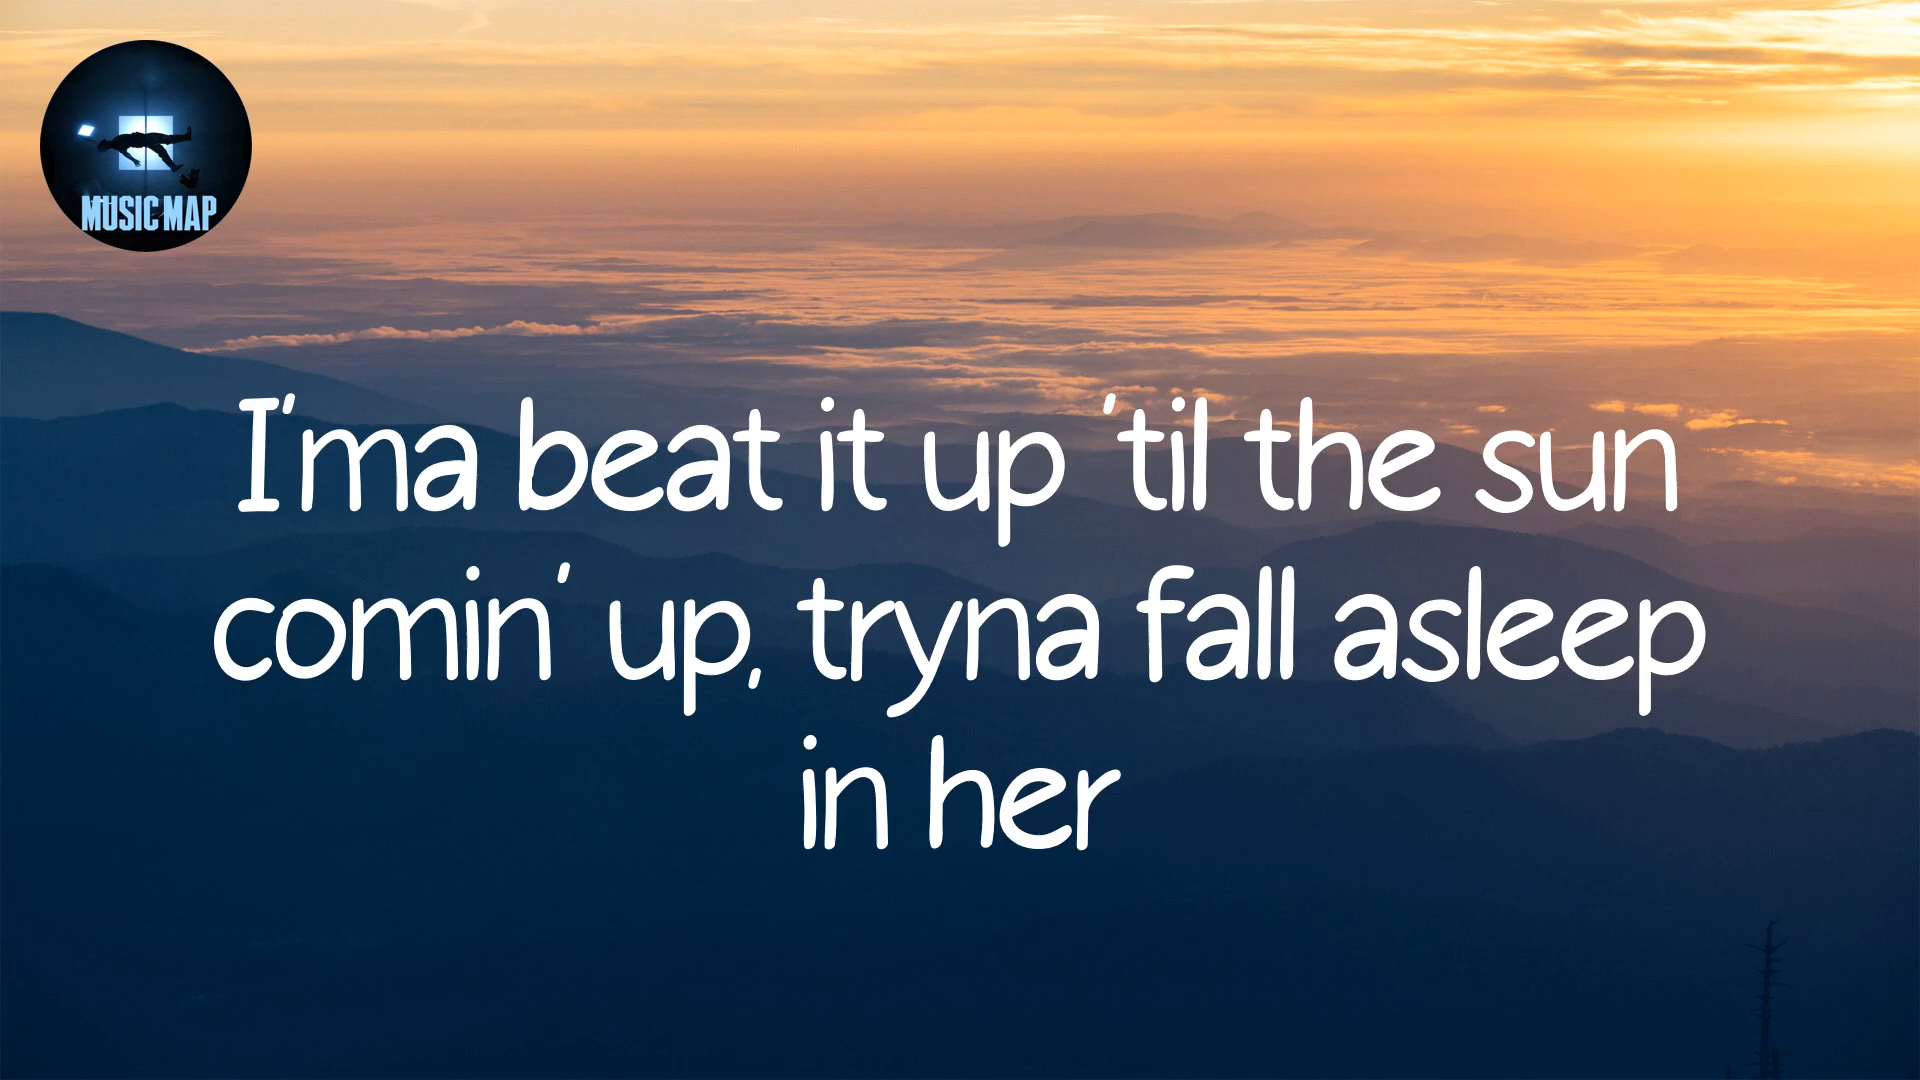 MUSIC MAP
I'ma beat it up 'til the sun
comin' up, tryna fall asleep
in her